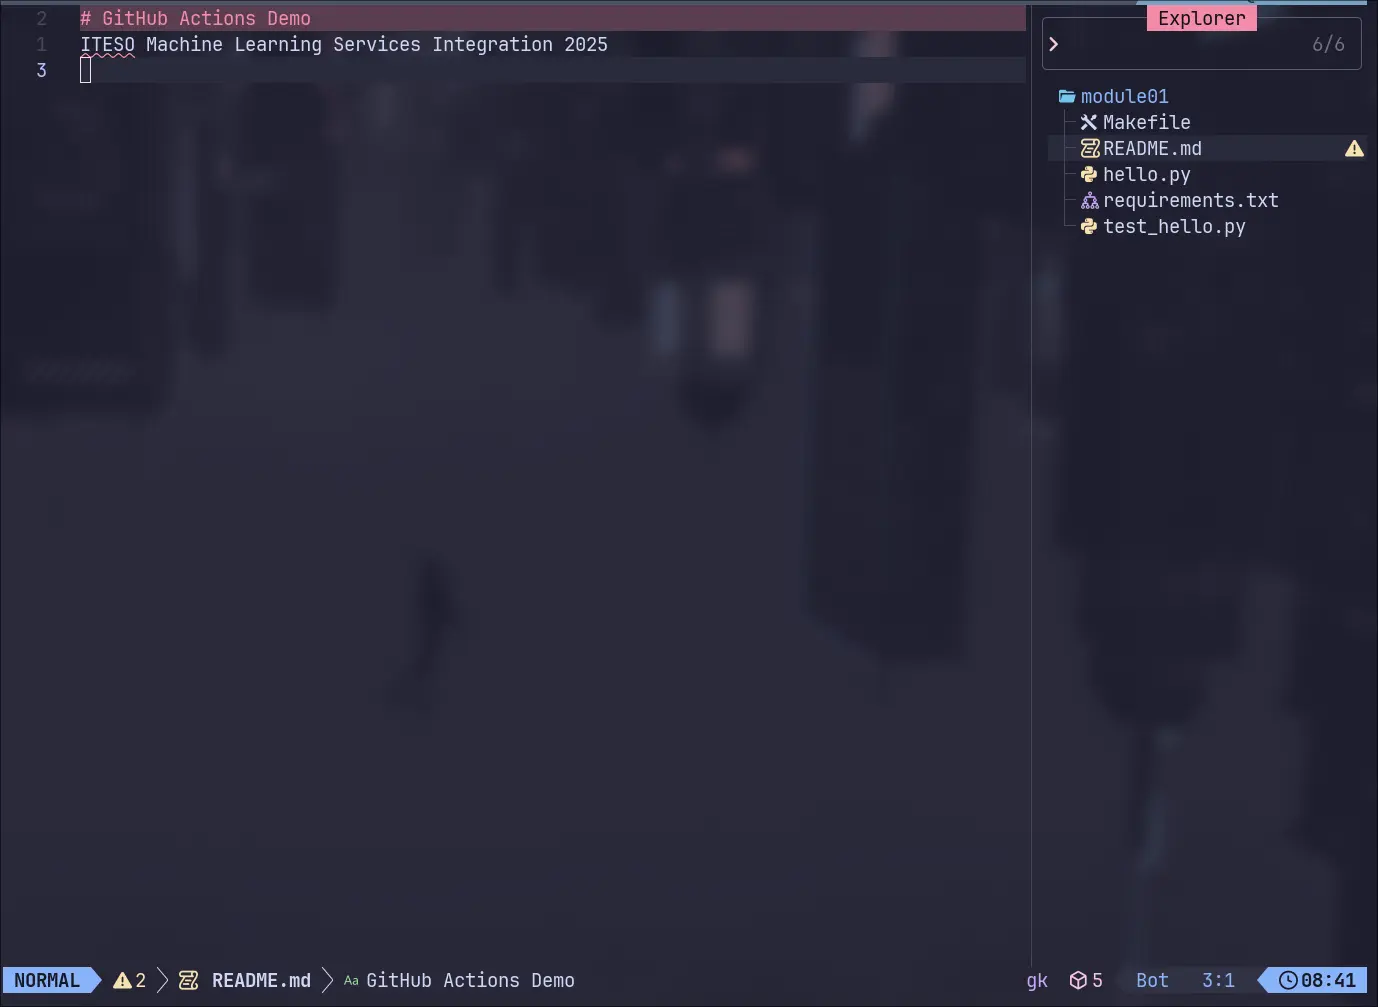 2 # GitHub Actions Demo
1 ITESO Machine Learning Services Integration 2025
3
Explorer
6/6
module01
Makefile
README.md
hello.py
requirements.txt
test_hello.py
NORMAL 2 README.md Aa GitHub Actions Demo gk 5 Bot 3:1 08:41